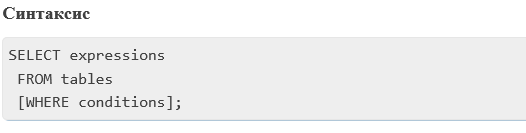 Синтаксис
SELECT expressions
FROM tables
[WHERE conditions];